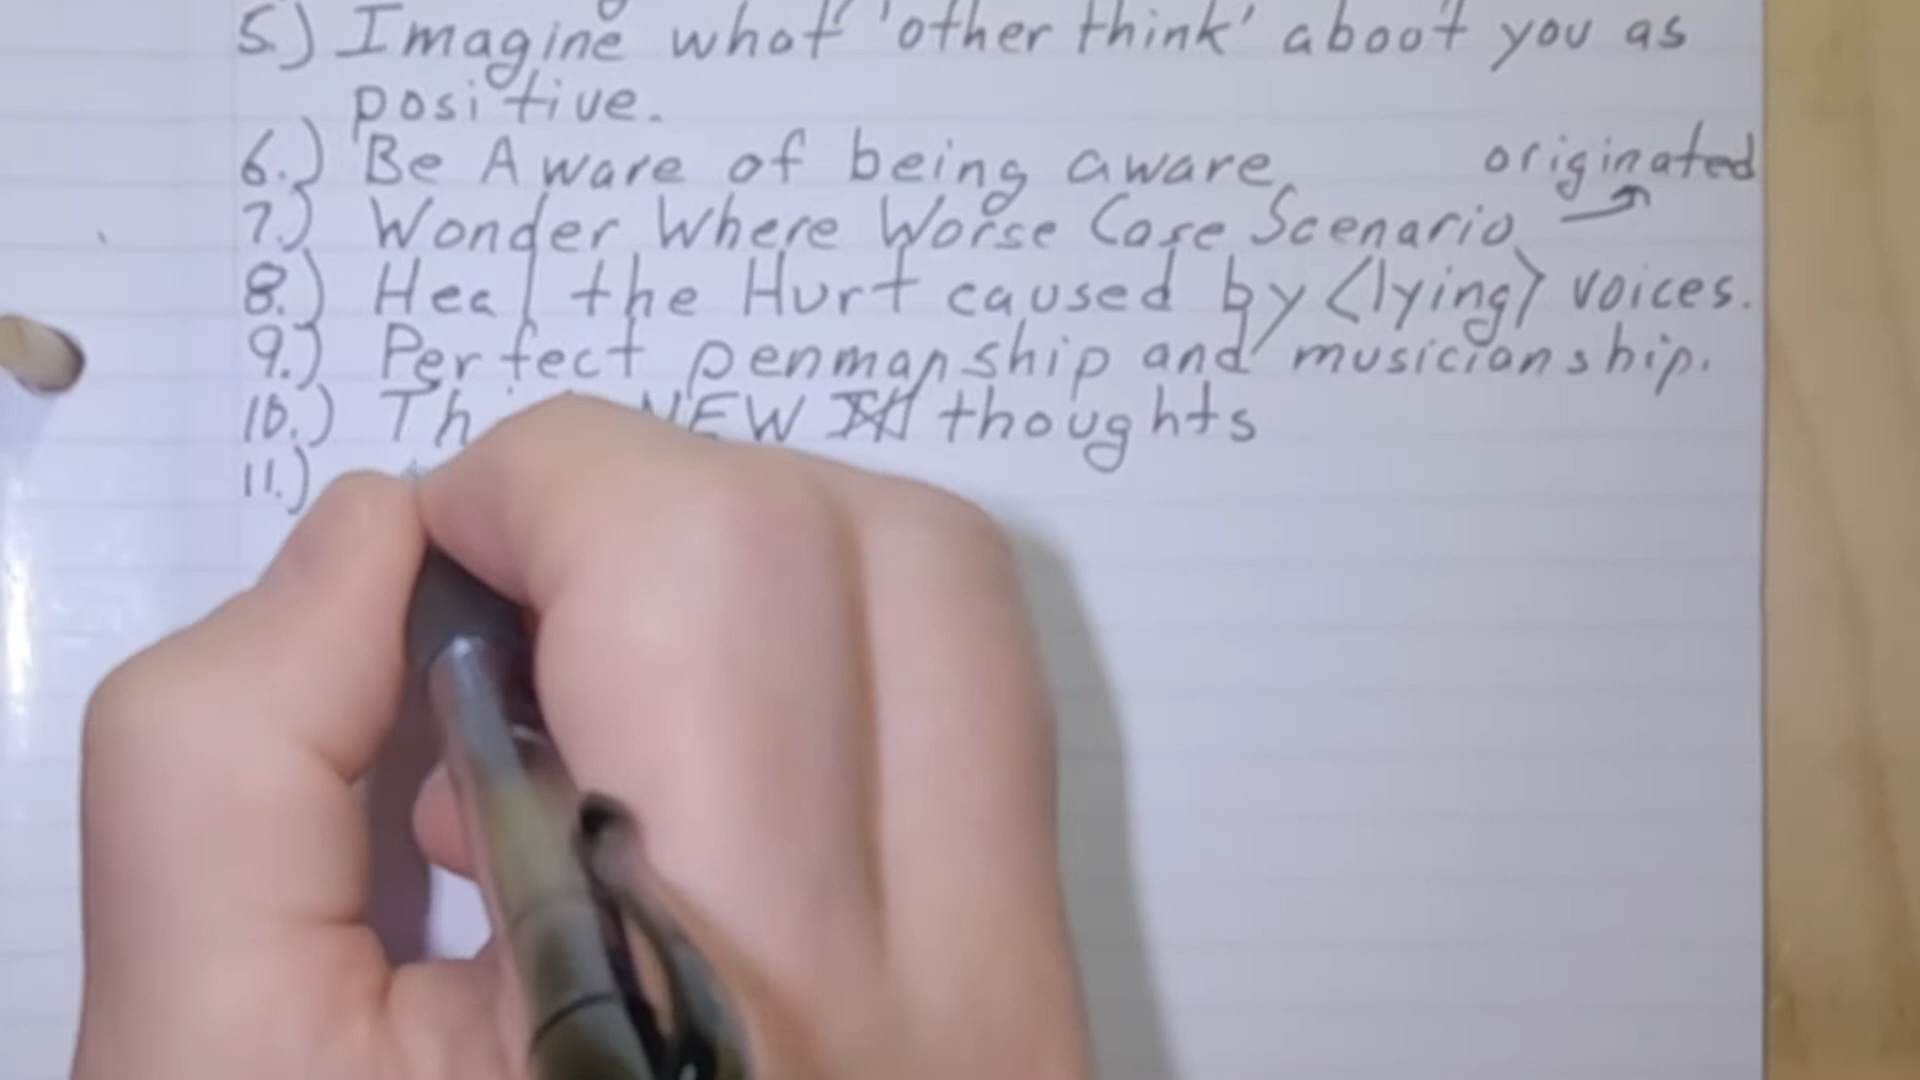 5.) Imagine what 'other think' aboot you as
positive.
6.) Be Aware of being aware.
originated
7.) Wonder Where Worse Case Scenario
8.) Heal the Hurt caused by <lying> voices.
9.) Perfect penmanship and musicianship.
10.) Th NEW thoughts
11.)